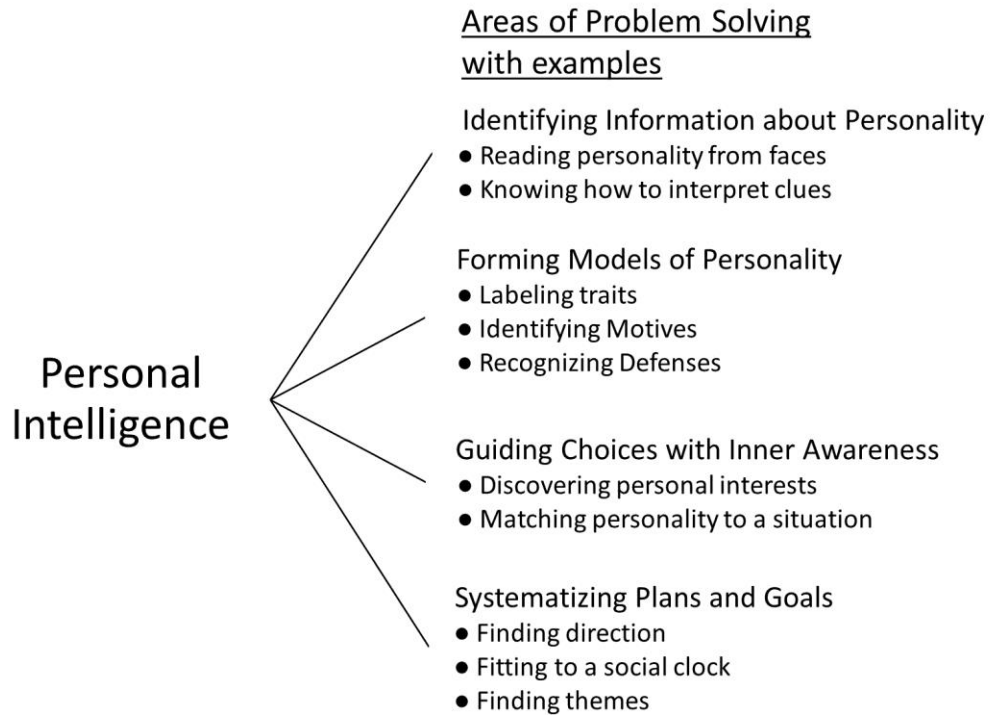 Areas of Problem Solving
with examples
Identifying Information about Personality
● Reading personality from faces
● Knowing how to interpret clues
Forming Models of Personality
● Labeling traits
● Identifying Motives
● Recognizing Defenses
Personal
Intelligence
Guiding Choices with Inner Awareness
● Discovering personal interests
● Matching personality to a situation
Systematizing Plans and Goals
● Finding direction
● Fitting to a social clock
● Finding themes